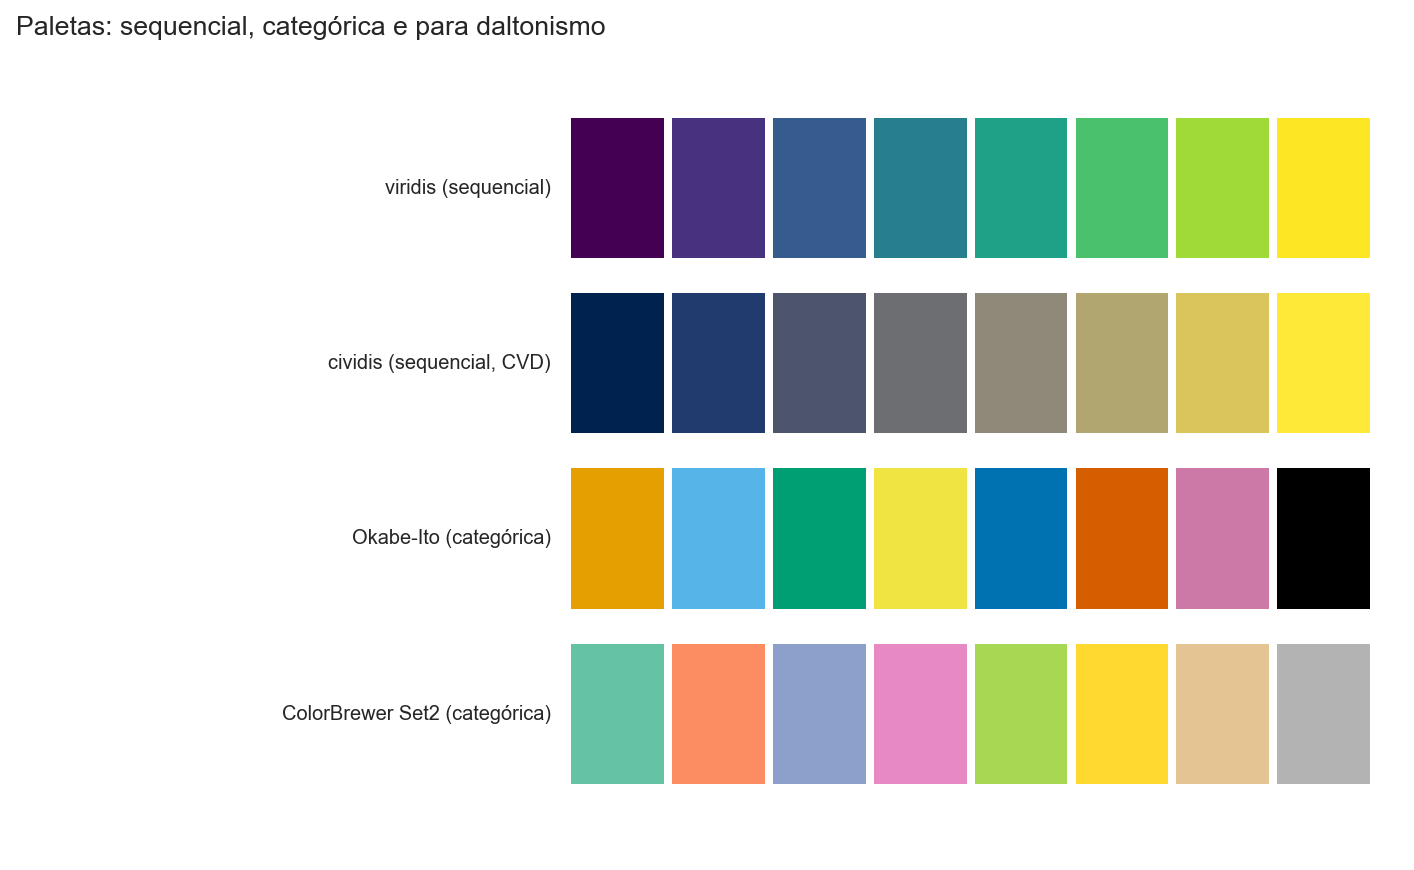 Paletas: sequencial, categórica e para daltonismo
viridis (sequencial)
cividis (sequencial, CVD)
Okabe-Ito (categórica)
ColorBrewer Set2 (categórica)